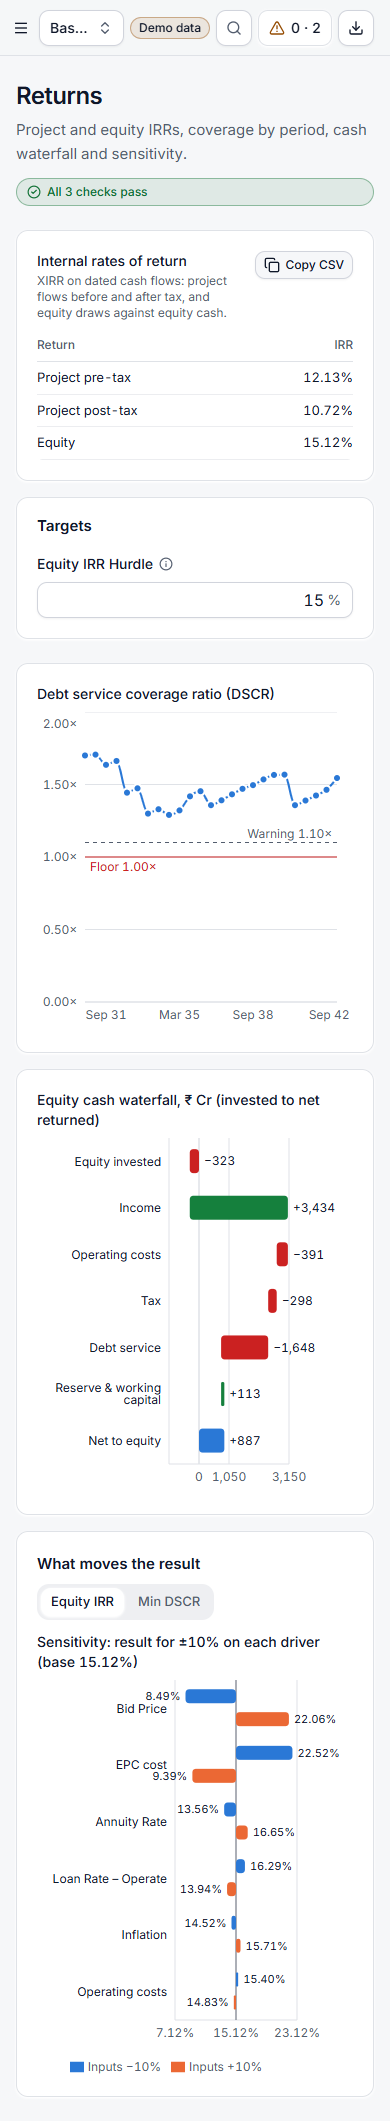 Bas...
Demo data
0 · 2
Returns
Project and equity IRRs, coverage by period, cash
waterfall and sensitivity.
All 3 checks pass
Internal rates of return
Copy CSV
XIRR on dated cash flows: project
flows before and after tax, and
equity draws against equity cash.
Return IRR
Project pre-tax 12.13%
Project post-tax 10.72%
Equity 15.12%
Targets
Equity IRR Hurdle
15 %
Debt service coverage ratio (DSCR)
2.00×
1.50×
Warning 1.10×
1.00×
Floor 1.00×
0.50×
0.00×
Sep 31 Mar 35 Sep 38 Sep 42
Equity cash waterfall, ₹ Cr (invested to net
returned)
Equity invested −323
Income +3,434
Operating costs −391
Tax −298
Debt service −1,648
Reserve & working
capital
+113
Net to equity +887
0 1,050 3,150
What moves the result
Equity IRR Min DSCR
Sensitivity: result for ±10% on each driver
(base 15.12%)
8.49%
Bid Price
22.06%
22.52%
EPC cost
9.39%
13.56%
Annuity Rate
16.65%
16.29%
Loan Rate – Operate
13.94%
14.52%
Inflation
15.71%
15.40%
Operating costs
14.83%
7.12% 15.12% 23.12%
Inputs −10% Inputs +10%